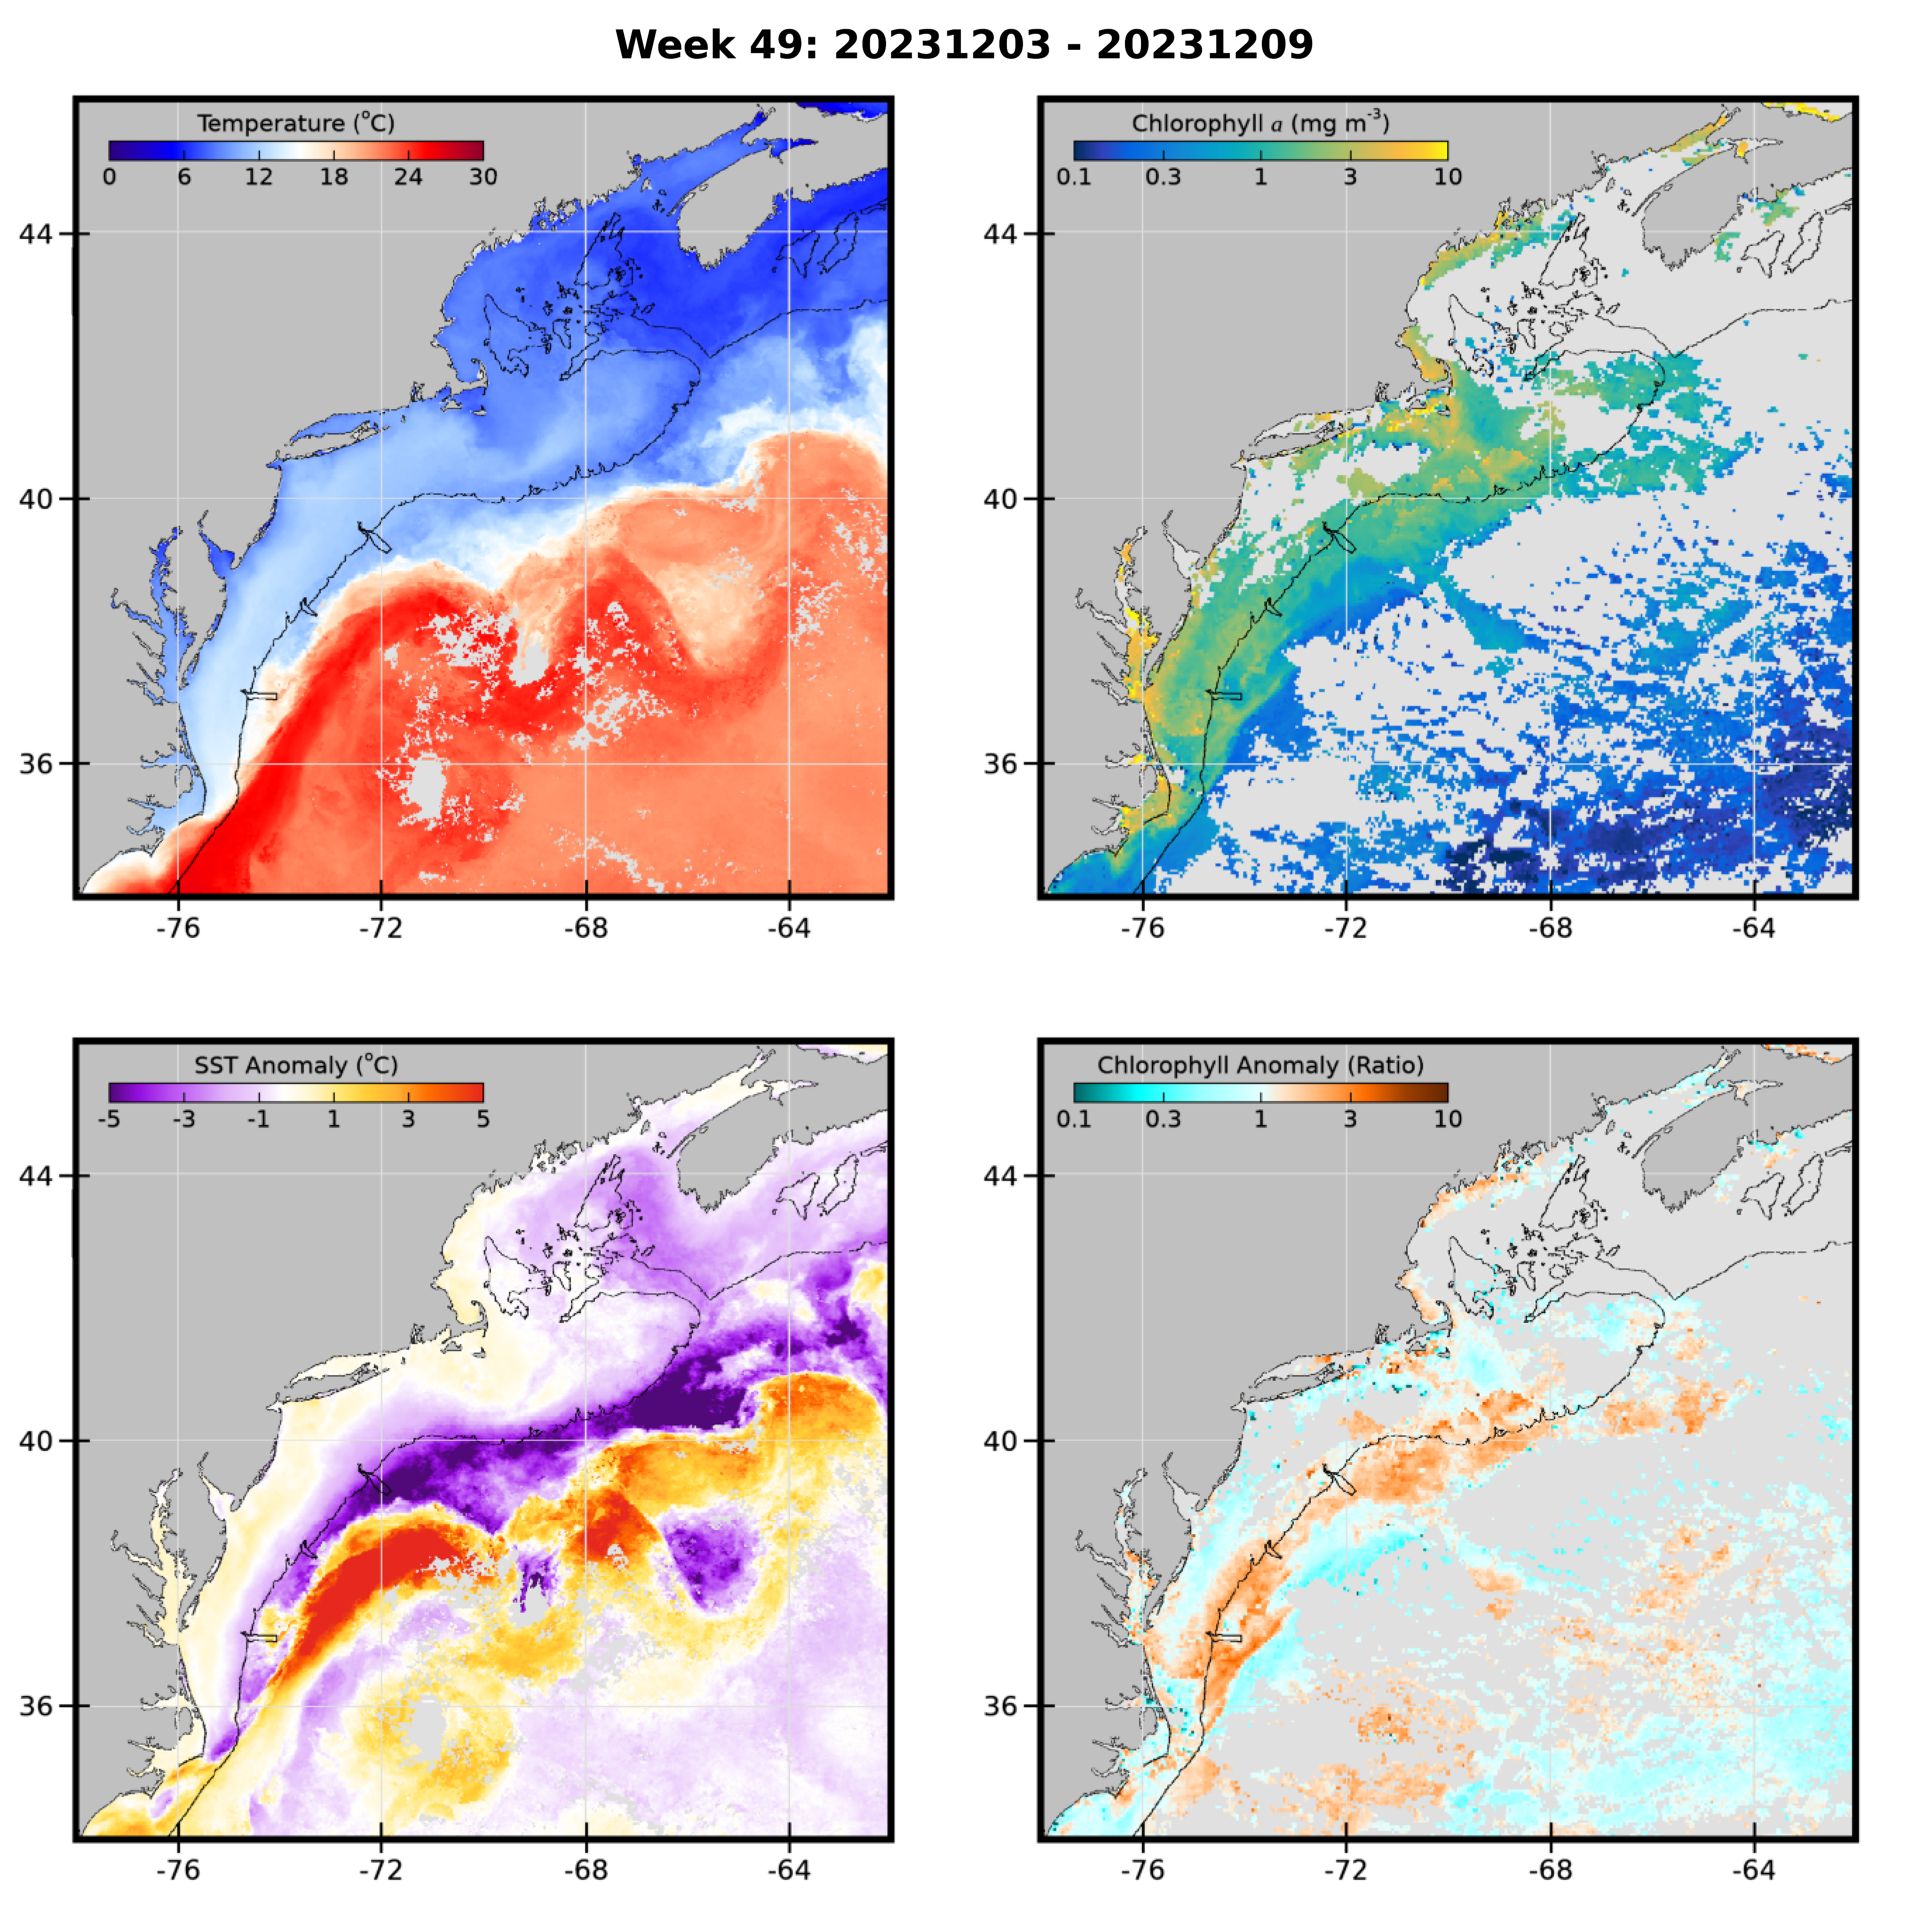 Week 49: 20231203 - 20231209
Temperature (°C)
0 6 12 18 24 30
44
40
36
-76 -72 -68 -64
Chlorophyll a (mg m⁻³)
0.1 0.3 1 3 10
44
40
36
-76 -72 -68 -64
SST Anomaly (°C)
-5 -3 -1 1 3 5
44
40
36
-76 -72 -68 -64
Chlorophyll Anomaly (Ratio)
0.1 0.3 1 3 10
44
40
36
-76 -72 -68 -64